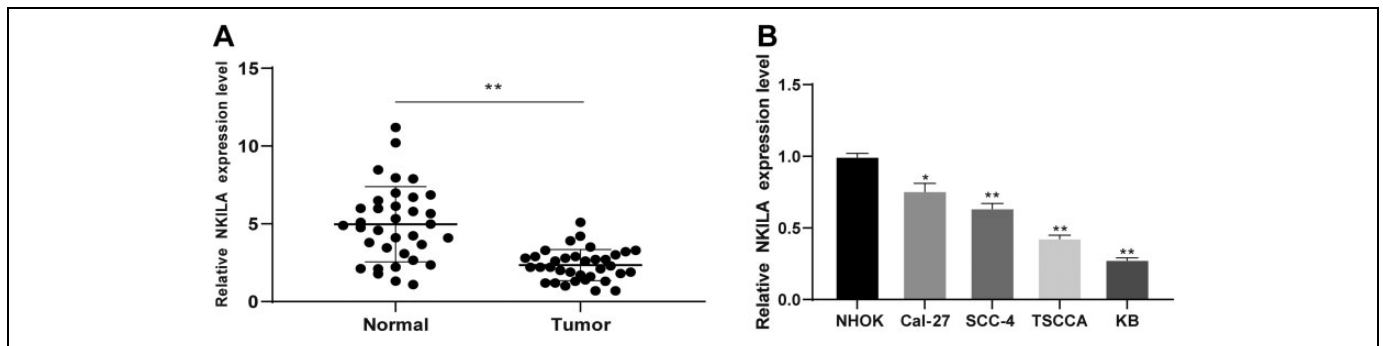 A
Relative NKILA expression level
15
10
5
0
**
Normal Tumor
B
Relative NKILA expression level
1.5
1.0
0.5
0.0
*
**
**
**
NHOK Cal-27 SCC-4 TSCCA KB